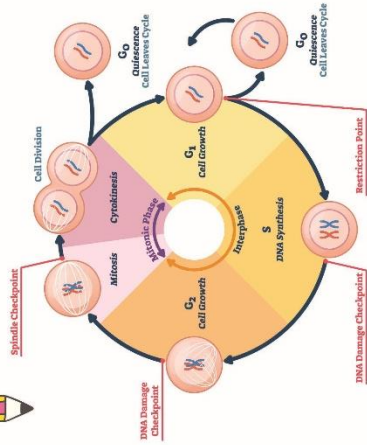 Spindle Checkpoint
Cell Division
Mitosis
Cytokinesis
G0
Quiescence
Cell Leaves Cycle
DNA Damage
Checkpoint
Mitonic Phase
G2
Cell Growth
G1
Cell Growth
Interphase
S
DNA Synthesis
G0
Quiescence
Cell Leaves Cycle
DNA Damage Checkpoint
Restriction Point